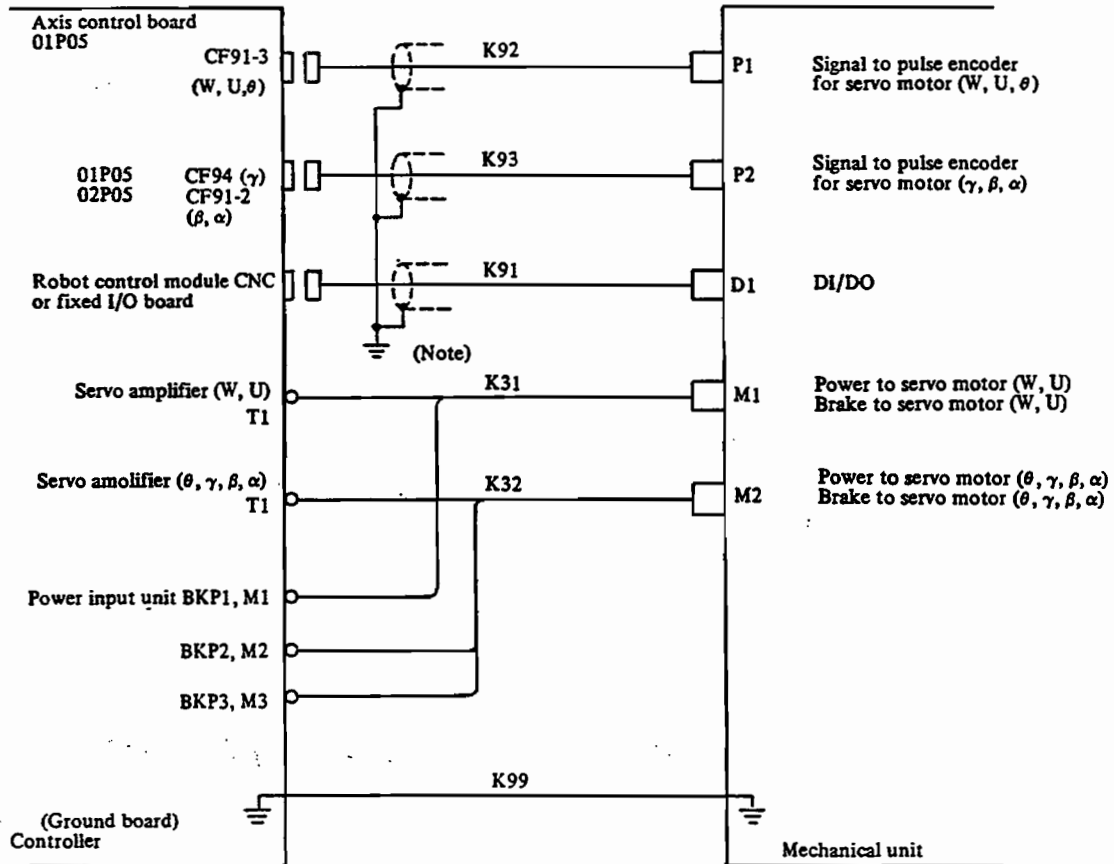 Axis control board
01P05
CF91-3
(W, U,θ)
K92
P1
Signal to pulse encoder
for servo motor (W, U, θ)
01P05 CF94 (γ)
02P05 CF91-2
(β, α)
K93
P2
Signal to pulse encoder
for servo motor (γ, β, α)
Robot control module CNC
or fixed I/O board
K91
D1
DI/DO
(Note)
Servo amplifier (W, U)
T1
K31
M1
Power to servo motor (W, U)
Brake to servo motor (W, U)
Servo amolifier (θ, γ, β, α)
T1
K32
M2
Power to servo motor (θ, γ, β, α)
Brake to servo motor (θ, γ, β, α)
Power input unit BKP1, M1
BKP2, M2
BKP3, M3
K99
(Ground board)
Controller
Mechanical unit